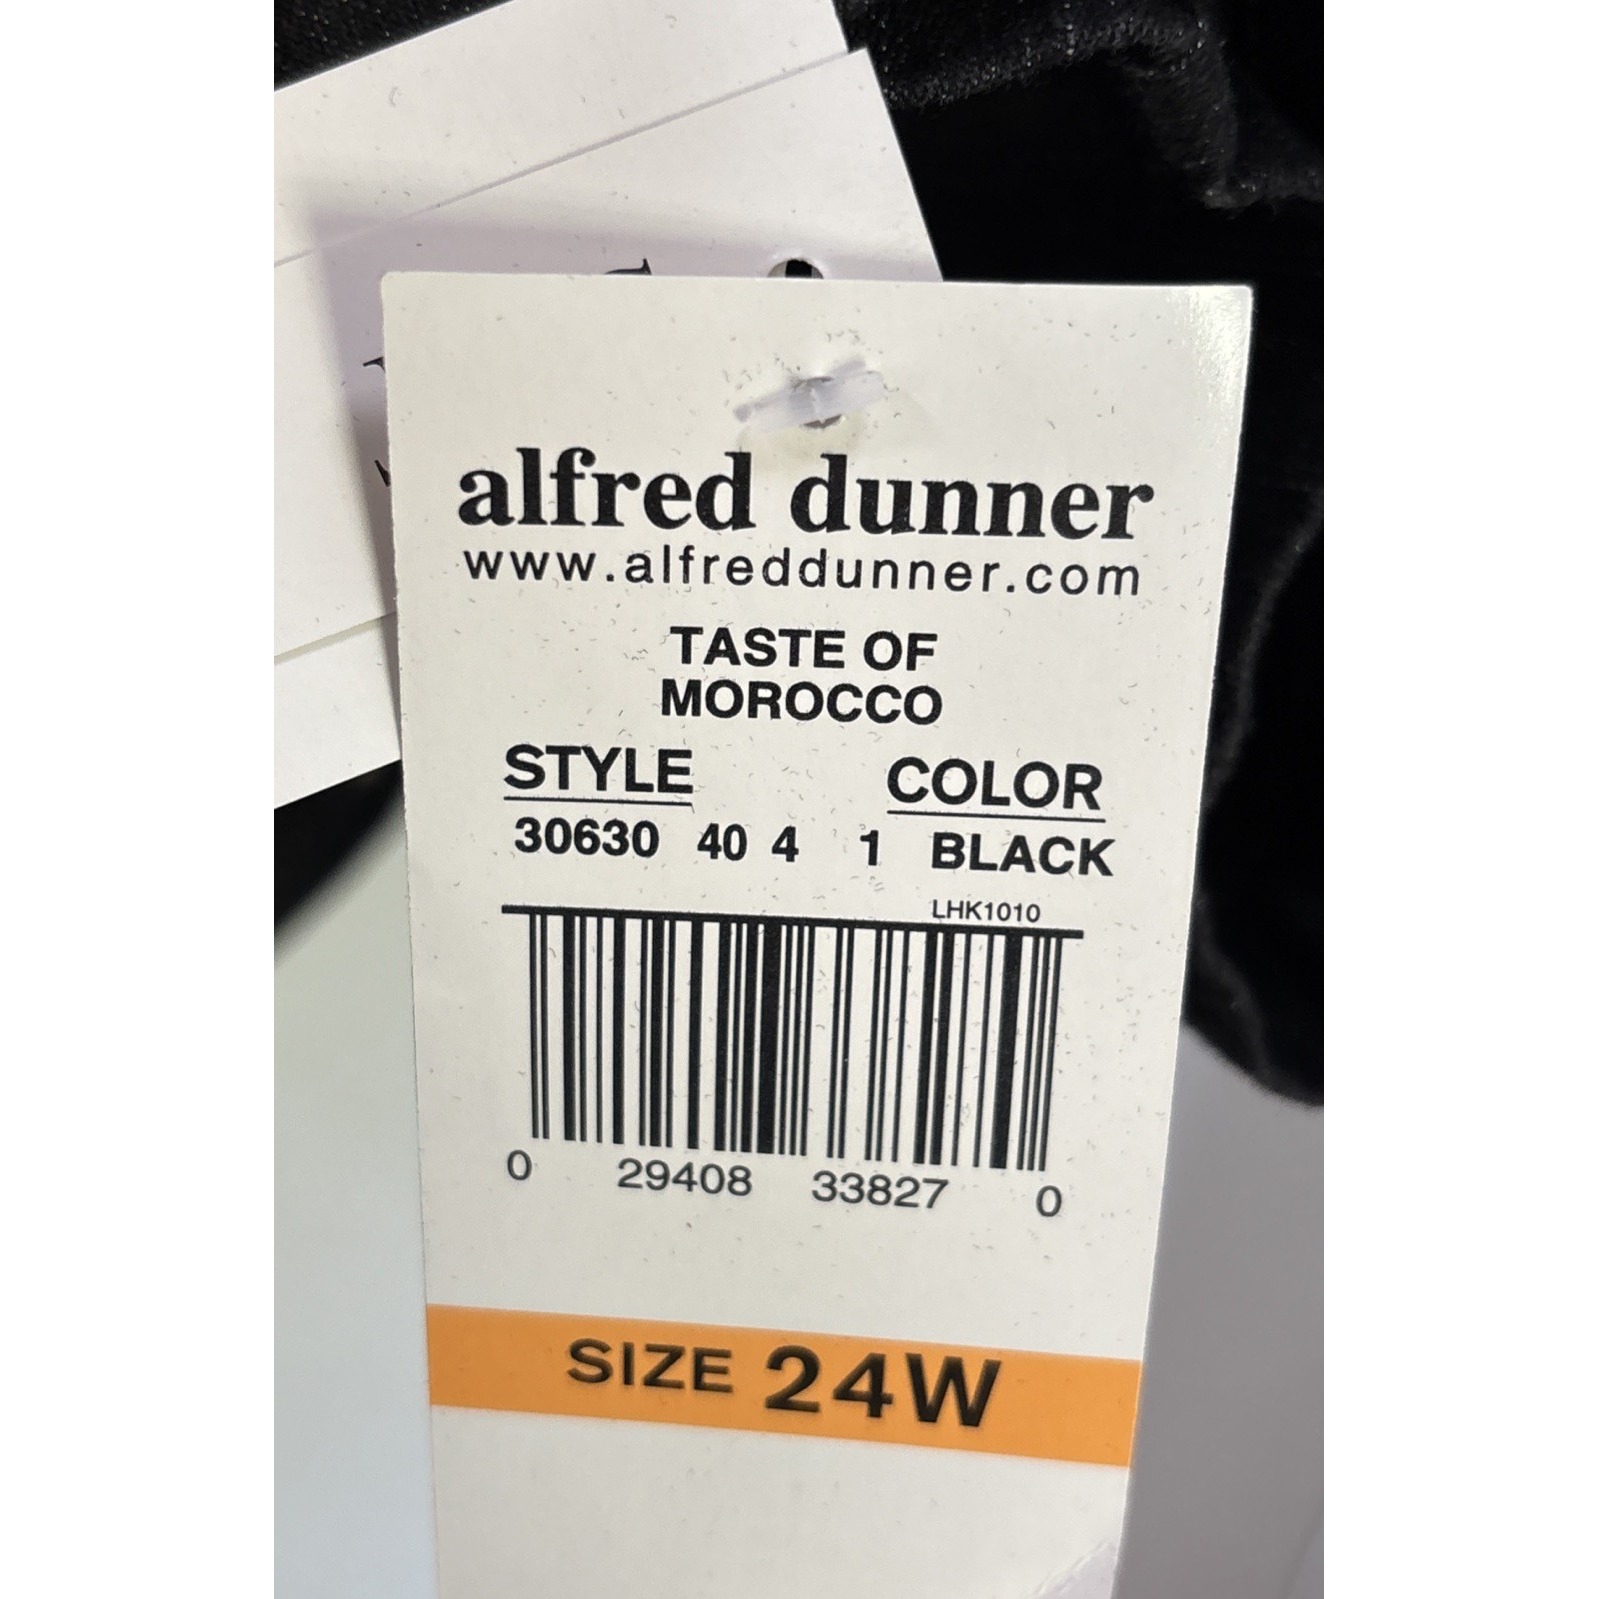 alfred dunner
www.alfreddunner.com
TASTE OF
MOROCCO
STYLE COLOR
30630 40 4 1 BLACK
LHK1010
0 29408 33827 0
SIZE 24W